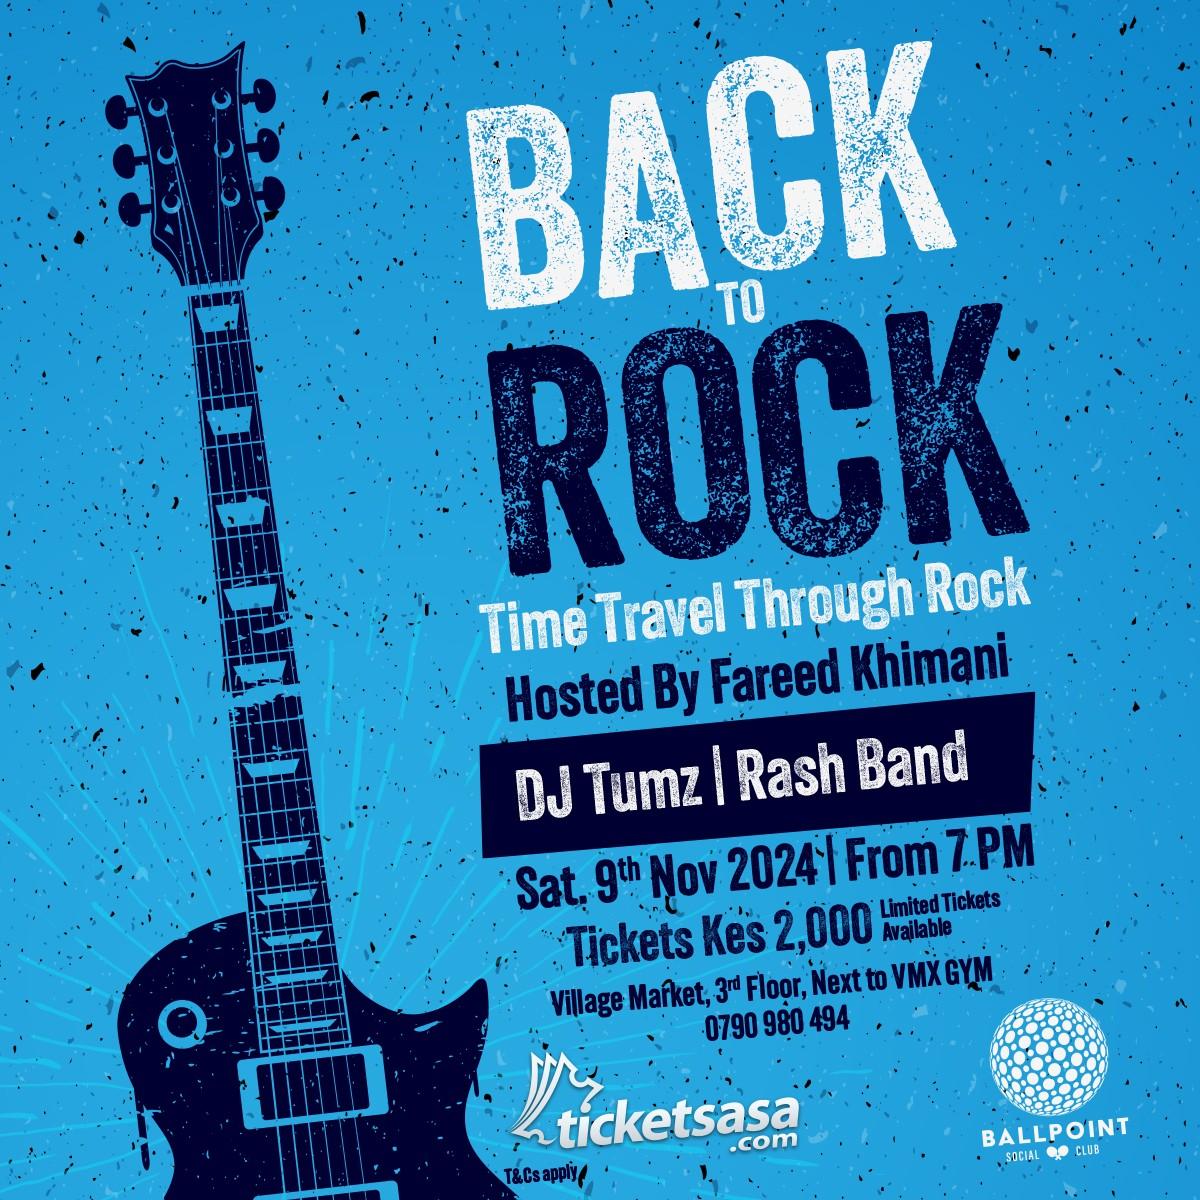 BACK
TO
ROCK
Time Travel Through Rock
Hosted By Fareed Khimani
DJ Tumz | Rash Band
Sat. 9th Nov 2024 | From 7 PM
Tickets Kes 2,000 Limited Tickets
Available
Village Market, 3rd Floor, Next to VMX GYM
0790 980 494
ticketsasa
.com
BALLPOINT
SOCIAL CLUB
T&Cs apply